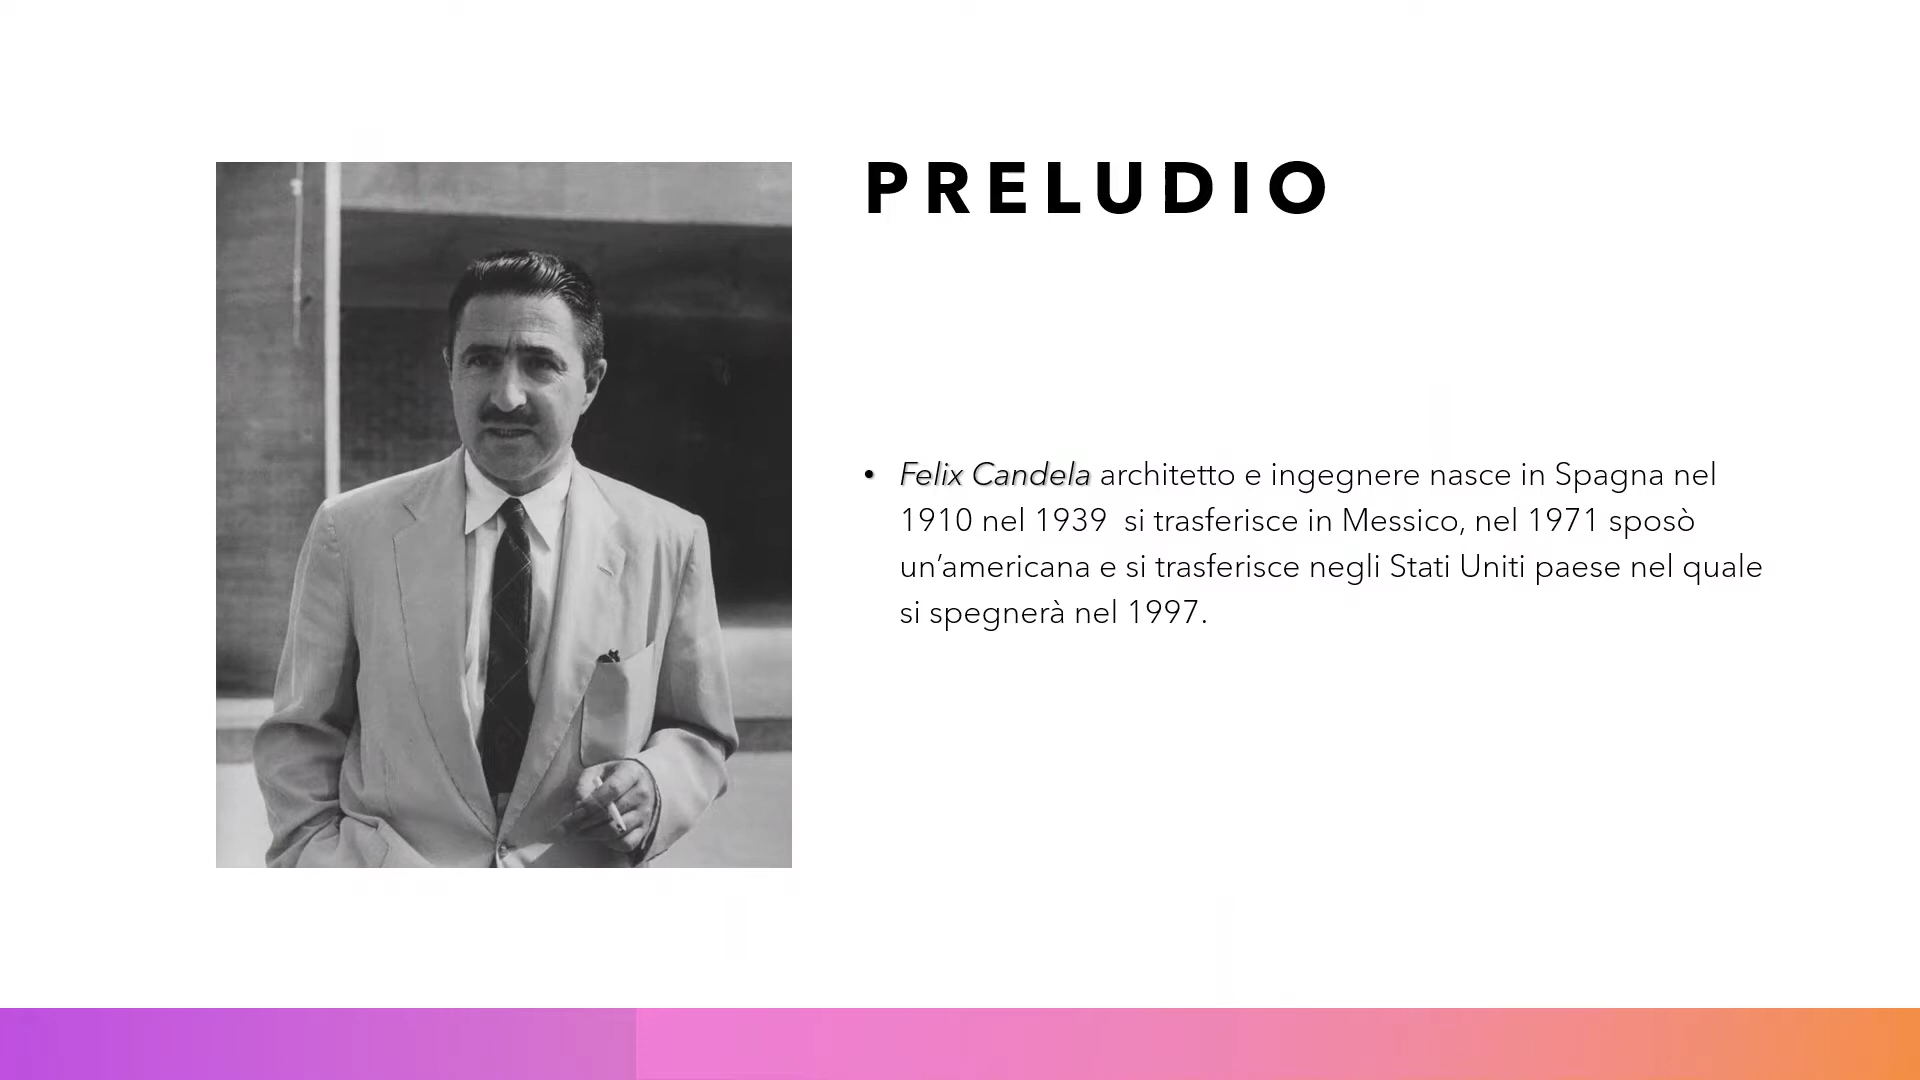 PRELUDIO
• Felix Candela architetto e ingegnere nasce in Spagna nel
1910 nel 1939  si trasferisce in Messico, nel 1971 sposò
un’americana e si trasferisce negli Stati Uniti paese nel quale
si spegnerà nel 1997.